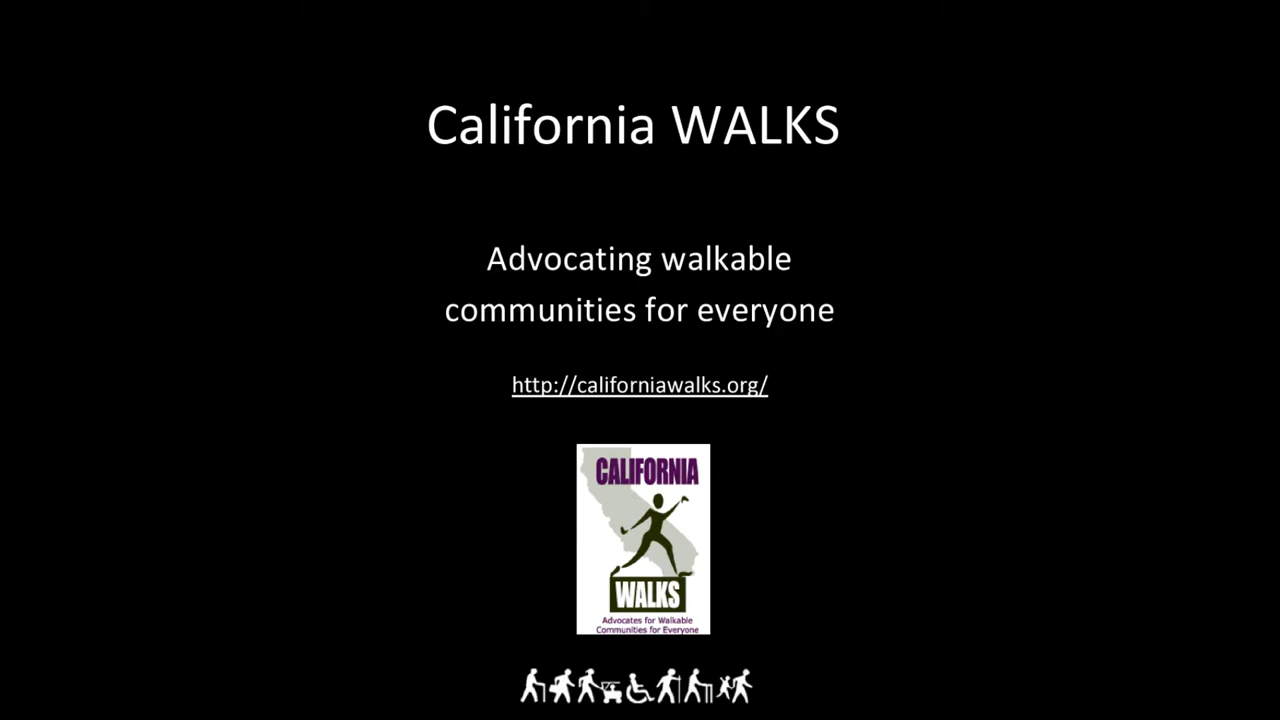 California WALKS
Advocating walkable
communities for everyone
http://californiawalks.org/
CALIFORNIA
WALKS
Advocates for Walkable
Communities for Everyone